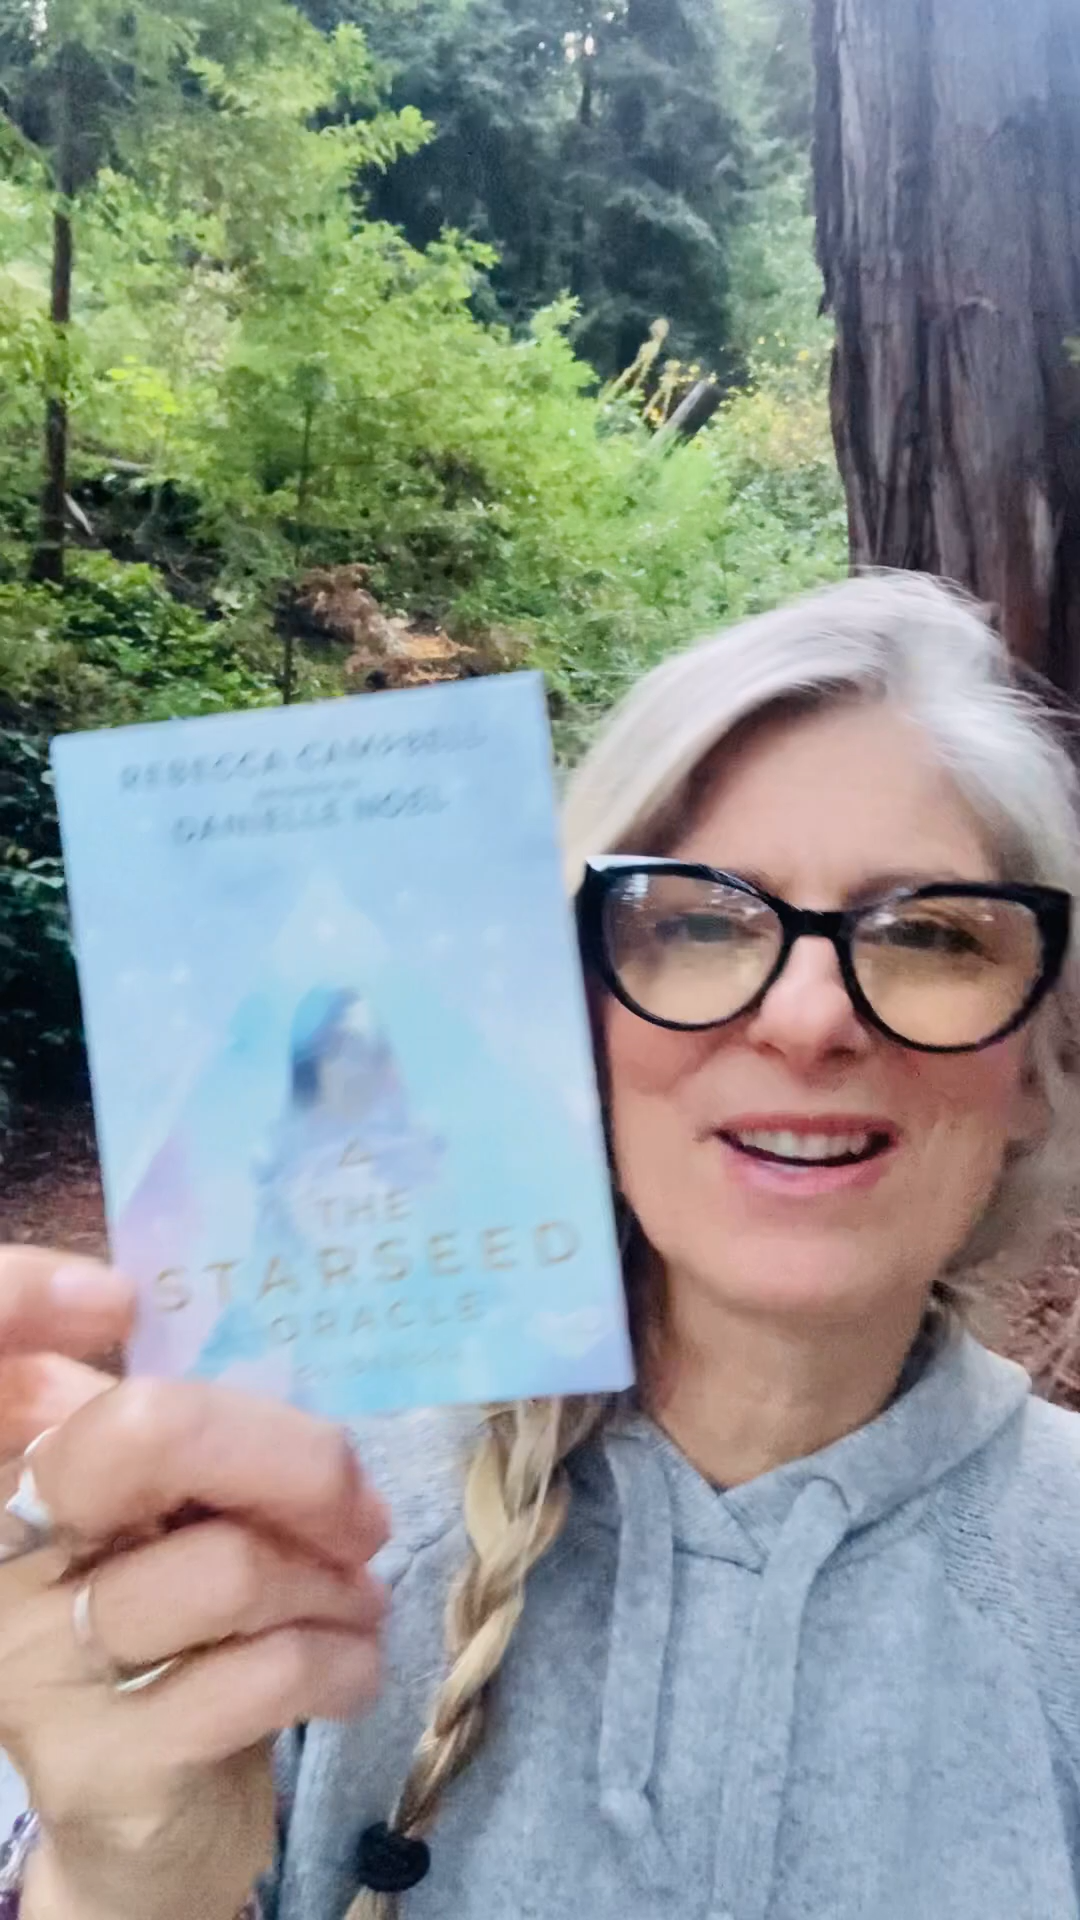 REBECCA CAMPBELL
DANIELLE NOEL
THE
STARSEED
ORACLE